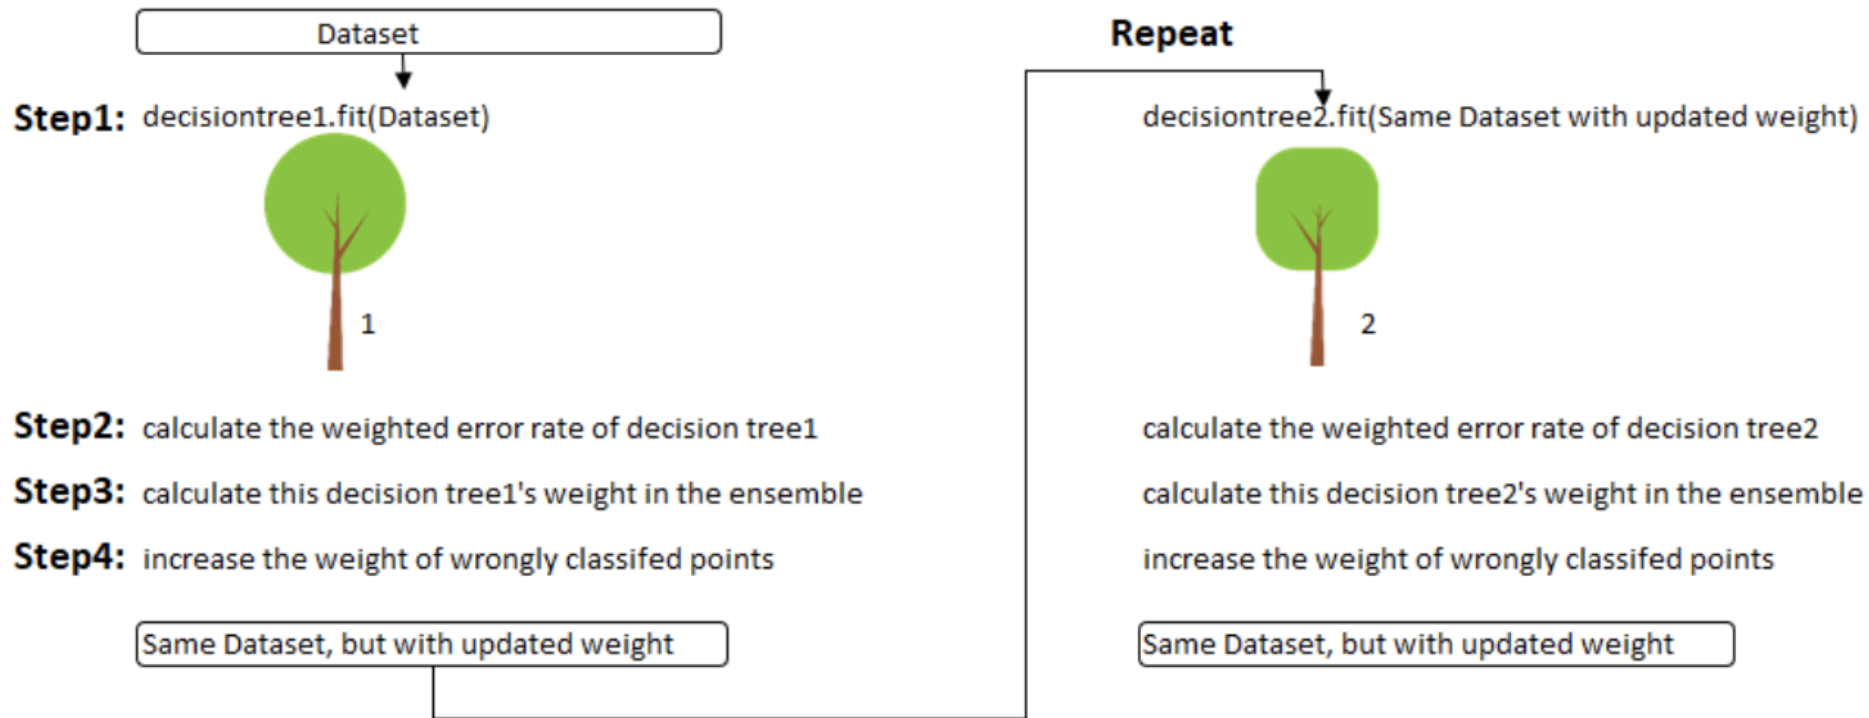 Dataset
Step1: decisiontree1.fit(Dataset)
1
Step2: calculate the weighted error rate of decision tree1
Step3: calculate this decision tree1's weight in the ensemble
Step4: increase the weight of wrongly classifed points
Same Dataset, but with updated weight
Repeat
decisiontree2.fit(Same Dataset with updated weight)
2
calculate the weighted error rate of decision tree2
calculate this decision tree2's weight in the ensemble
increase the weight of wrongly classifed points
Same Dataset, but with updated weight